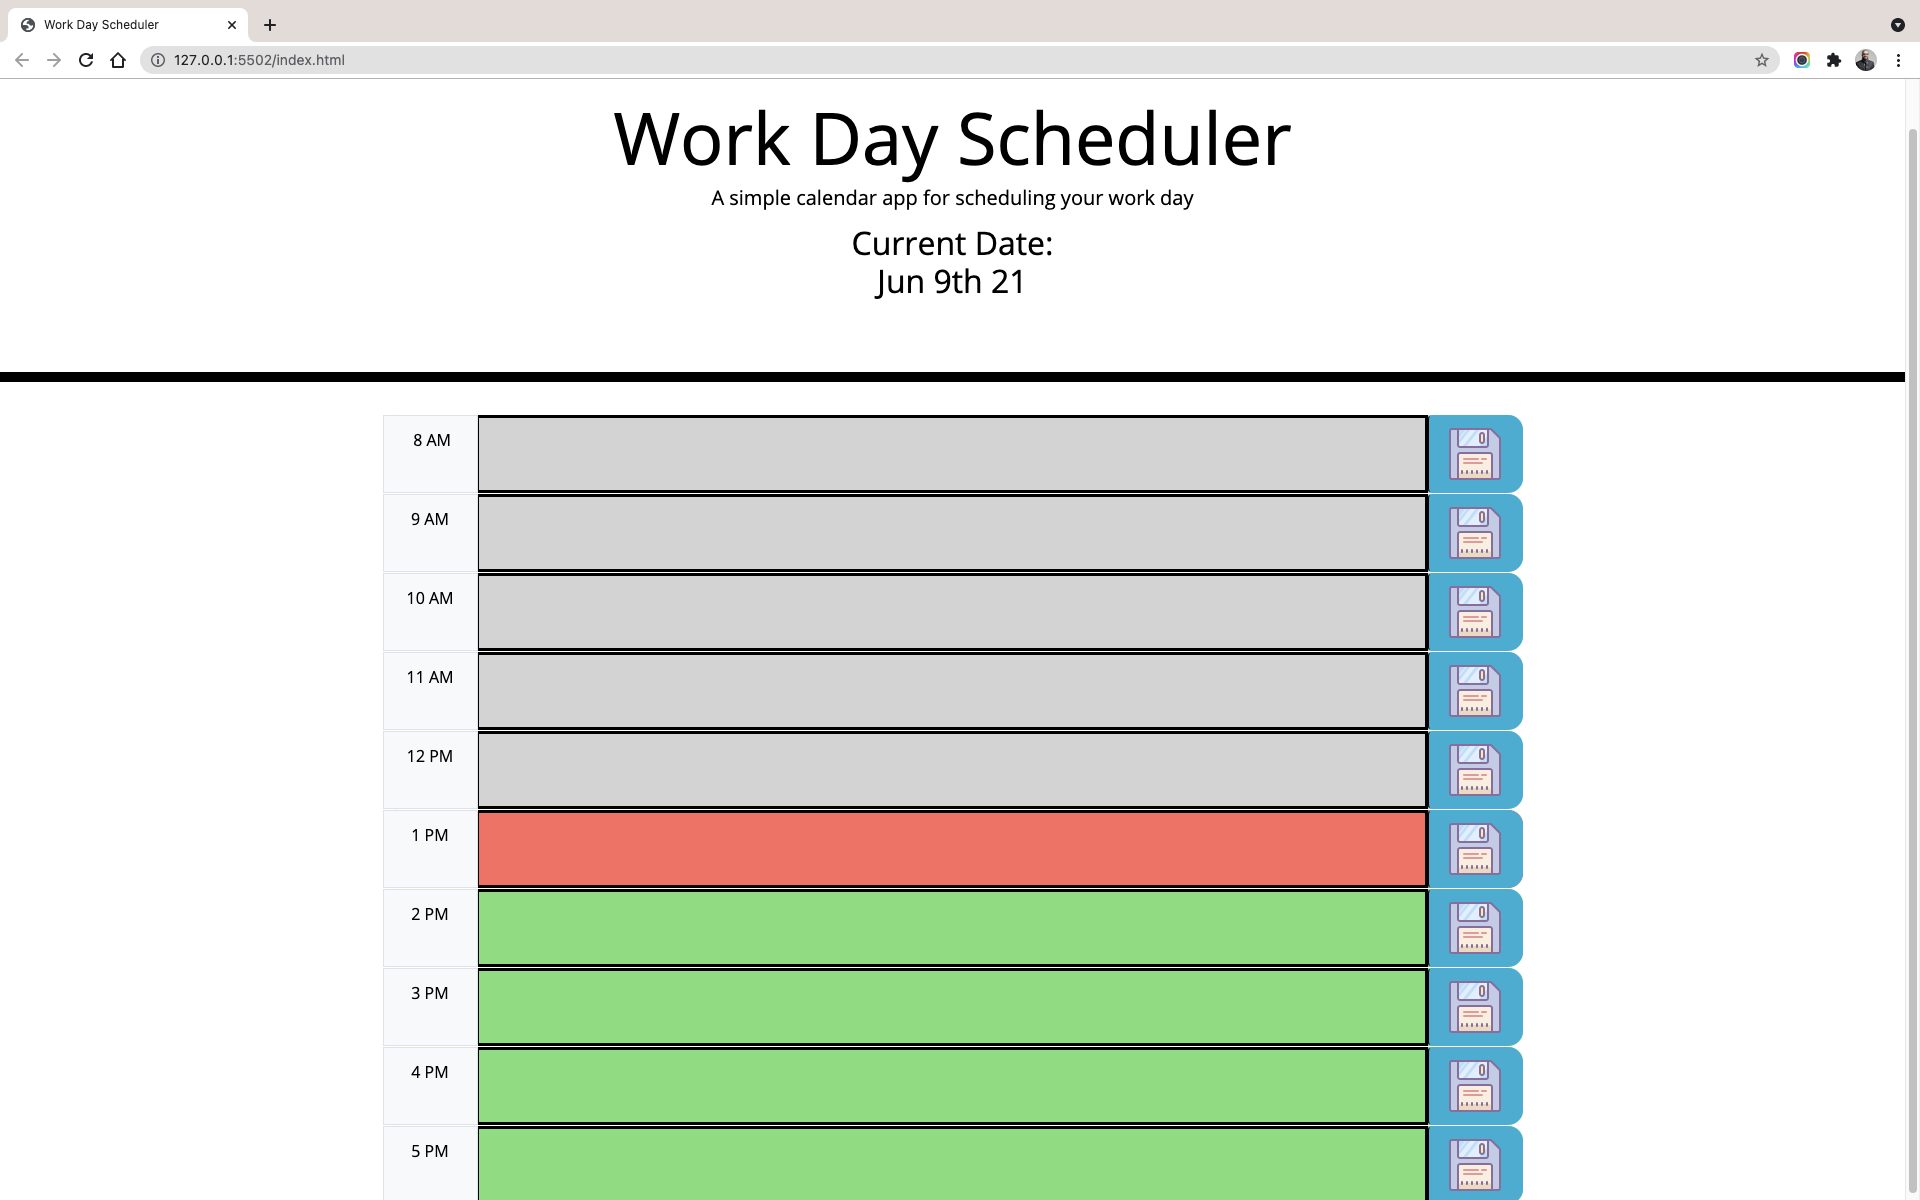 Work Day Scheduler
127.0.0.1:5502/index.html
Work Day Scheduler
A simple calendar app for scheduling your work day
Current Date:
Jun 9th 21
8 AM
9 AM
10 AM
11 AM
12 PM
1 PM
2 PM
3 PM
4 PM
5 PM